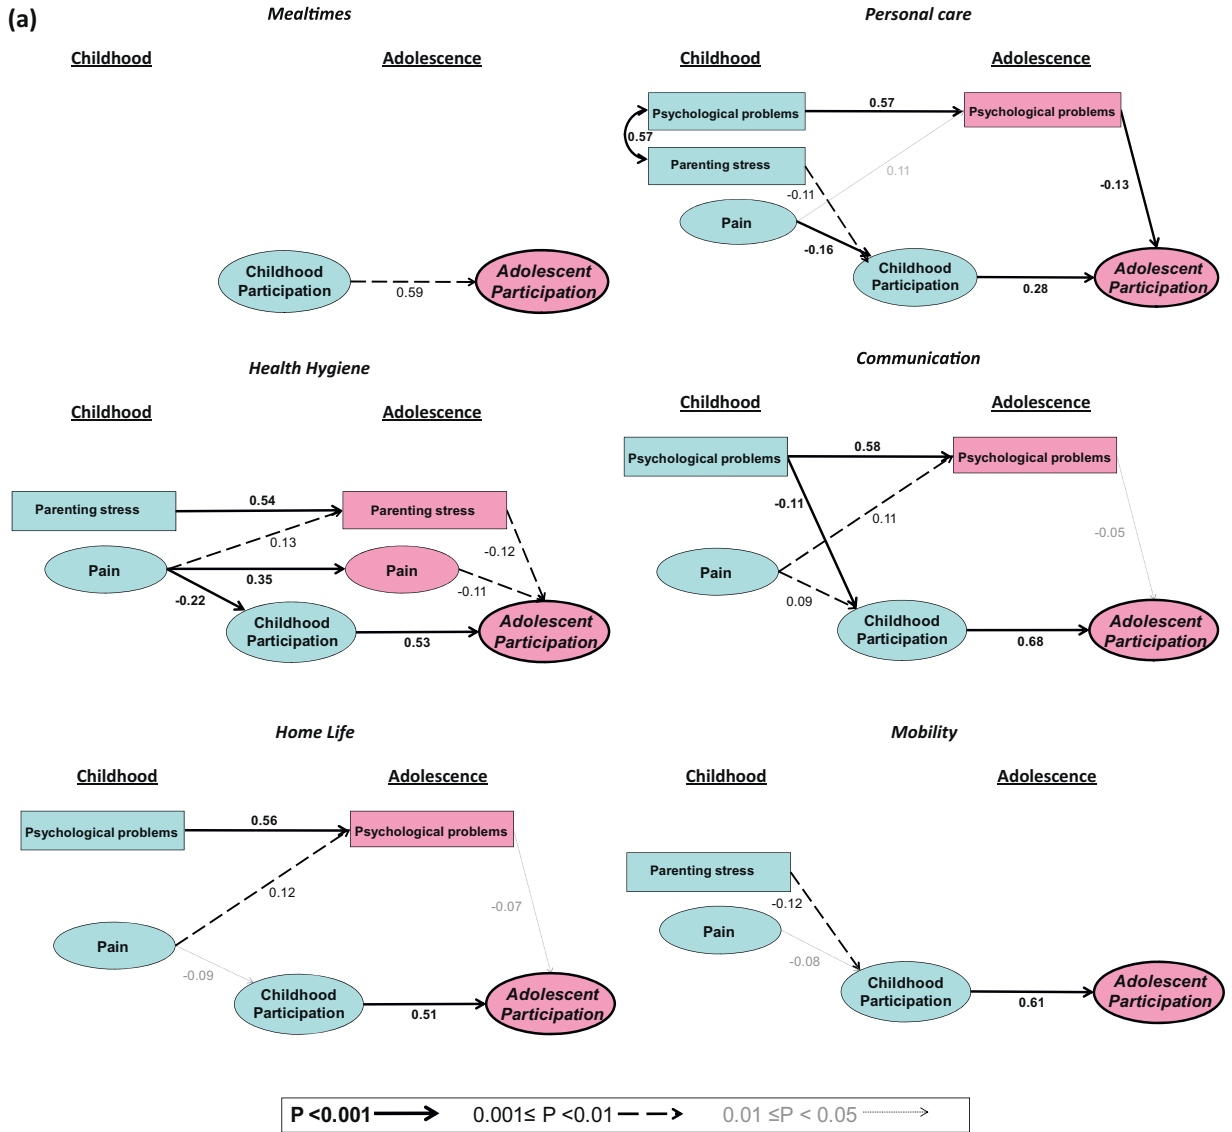 (a)
Mealtimes
Childhood
Adolescence
Childhood
Participation
0.59
Adolescent
Participation
Personal care
Childhood
Adolescence
Psychological problems
0.57
Psychological problems
0.57
Parenting stress
-0.11
0.11
-0.13
Pain
-0.16
Childhood
Participation
0.28
Adolescent
Participation
Health Hygiene
Childhood
Adolescence
Parenting stress
0.54
Parenting stress
0.13
-0.12
Pain
0.35
Pain
-0.11
-0.22
Childhood
Participation
0.53
Adolescent
Participation
Communication
Childhood
Adolescence
Psychological problems
0.58
Psychological problems
-0.11
0.11
-0.05
Pain
0.09
Childhood
Participation
0.68
Adolescent
Participation
Home Life
Childhood
Adolescence
Psychological problems
0.56
Psychological problems
0.12
-0.07
Pain
-0.09
Childhood
Participation
0.51
Adolescent
Participation
Mobility
Childhood
Adolescence
Parenting stress
-0.12
Pain
-0.08
Childhood
Participation
0.61
Adolescent
Participation
P <0.001
0.001≤ P <0.01
0.01 ≤P < 0.05